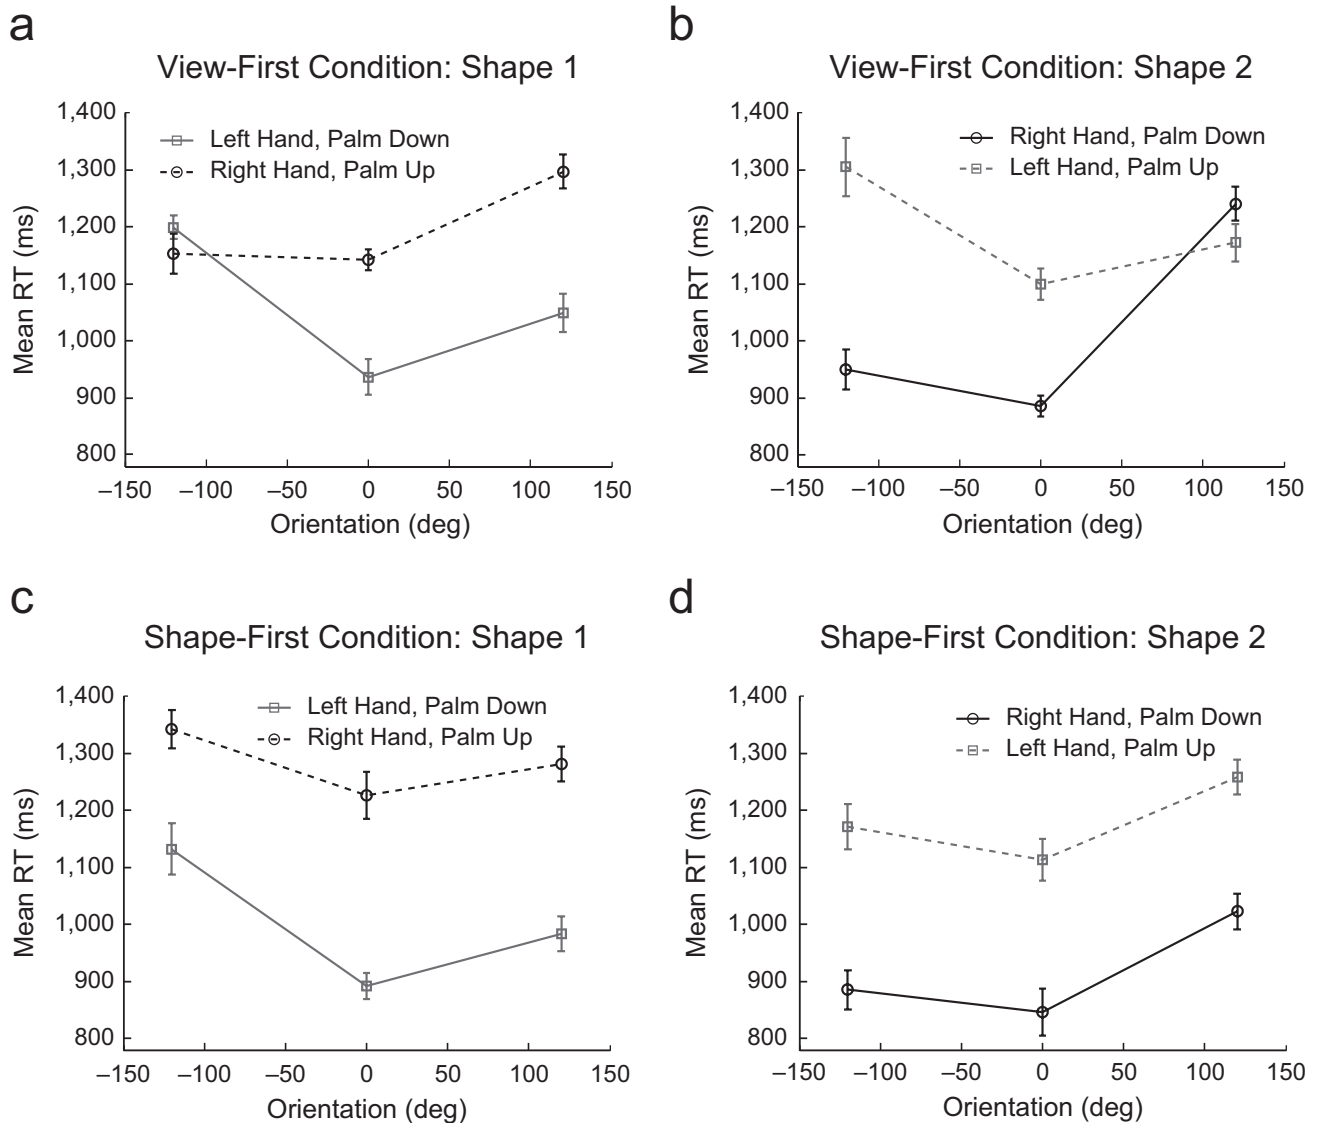 a
View-First Condition: Shape 1
1,400
1,300
1,200
1,100
1,000
900
800
Mean RT (ms)
Left Hand, Palm Down
Right Hand, Palm Up
–150 –100 –50 0 50 100 150
Orientation (deg)
b
View-First Condition: Shape 2
1,400
1,300
1,200
1,100
1,000
900
800
Mean RT (ms)
Right Hand, Palm Down
Left Hand, Palm Up
–150 –100 –50 0 50 100 150
Orientation (deg)
c
Shape-First Condition: Shape 1
1,400
1,300
1,200
1,100
1,000
900
800
Mean RT (ms)
Left Hand, Palm Down
Right Hand, Palm Up
–150 –100 –50 0 50 100 150
Orientation (deg)
d
Shape-First Condition: Shape 2
1,400
1,300
1,200
1,100
1,000
900
800
Mean RT (ms)
Right Hand, Palm Down
Left Hand, Palm Up
–150 –100 –50 0 50 100 150
Orientation (deg)